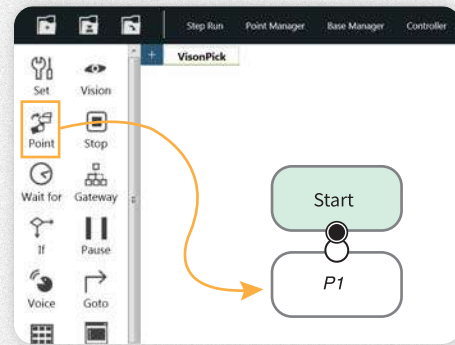 Step Run Point Manager Base Manager Controller
+ VisonPick
Set Vision
Point Stop
Wait for Gateway
If Pause
Voice Goto
Start
P1